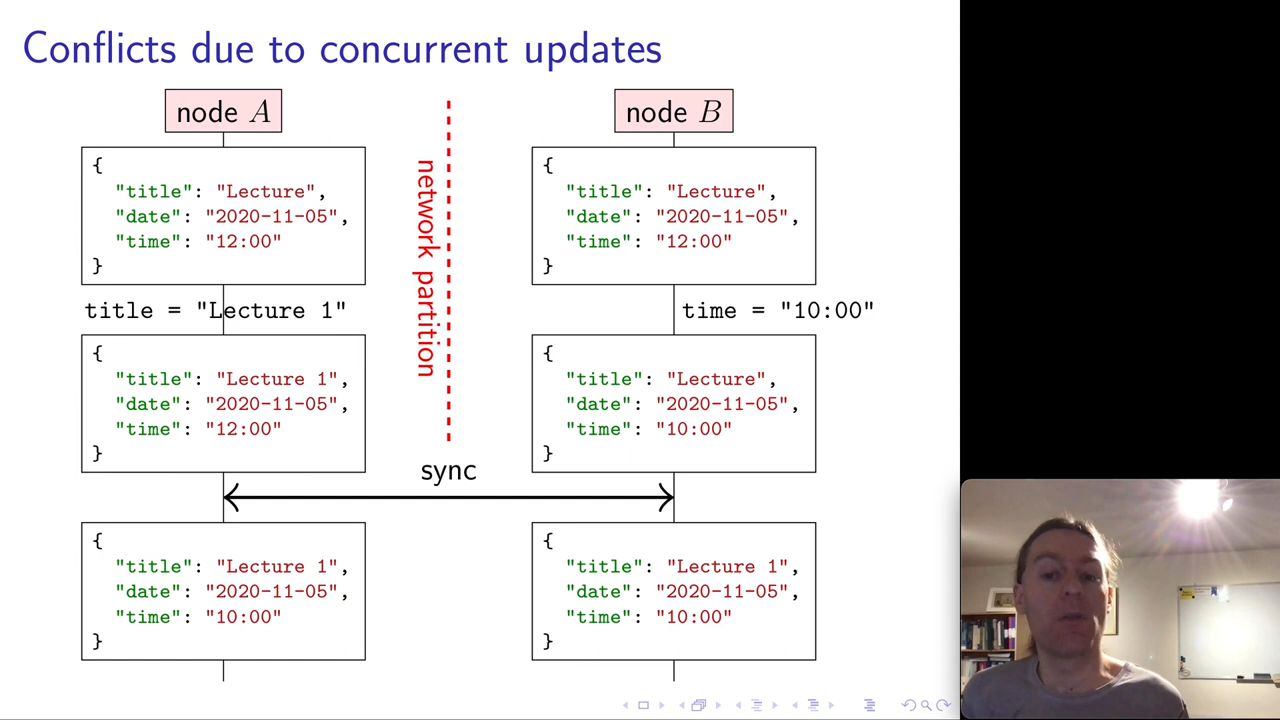 Conflicts due to concurrent updates
node A
node B
{
"title": "Lecture",
"date": "2020-11-05",
"time": "12:00"
}
network partition
{
"title": "Lecture",
"date": "2020-11-05",
"time": "12:00"
}
title = "Lecture 1"
time = "10:00"
{
"title": "Lecture 1",
"date": "2020-11-05",
"time": "12:00"
}
{
"title": "Lecture",
"date": "2020-11-05",
"time": "10:00"
}
sync
{
"title": "Lecture 1",
"date": "2020-11-05",
"time": "10:00"
}
{
"title": "Lecture 1",
"date": "2020-11-05",
"time": "10:00"
}